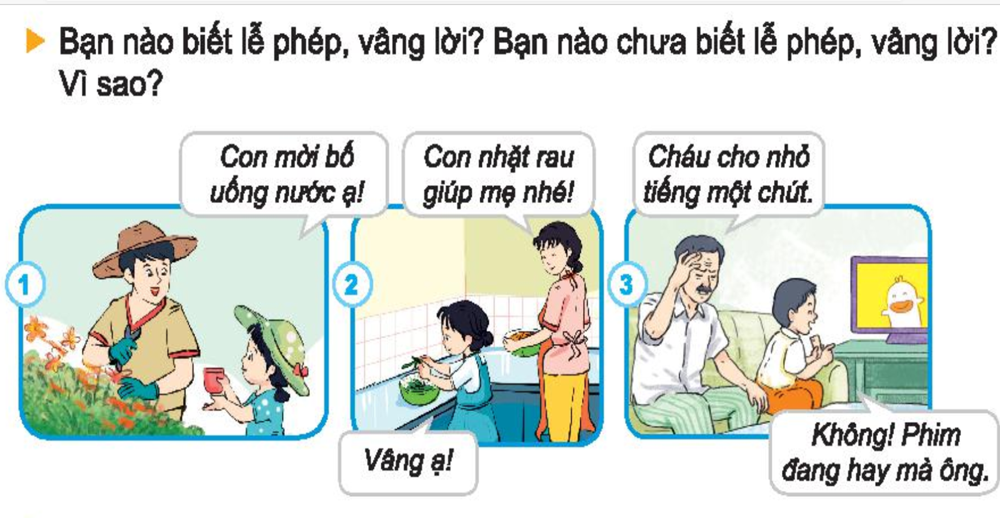 Bạn nào biết lễ phép, vâng lời? Bạn nào chưa biết lễ phép, vâng lời?
Vì sao?
Con mời bố
uống nước ạ!
Con nhặt rau
giúp mẹ nhé!
Cháu cho nhỏ
tiếng một chút.
1
2
3
Vâng ạ!
Không! Phim
đang hay mà ông.